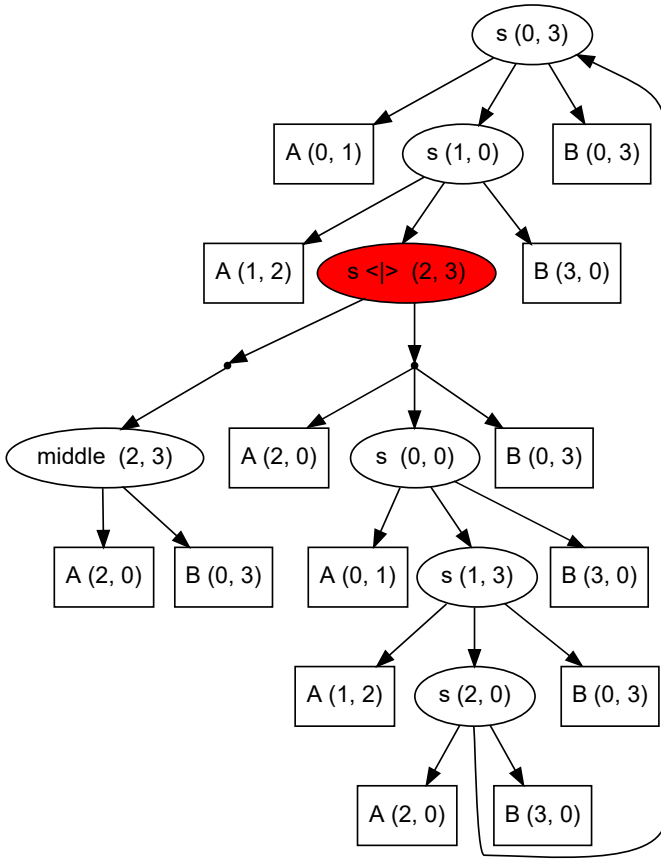 s (0, 3)
A (0, 1)
s (1, 0)
B (0, 3)
A (1, 2)
s <|> (2, 3)
B (3, 0)
middle (2, 3)
A (2, 0)
s (0, 0)
B (0, 3)
A (2, 0)
B (0, 3)
A (0, 1)
s (1, 3)
B (3, 0)
A (1, 2)
s (2, 0)
B (0, 3)
A (2, 0)
B (3, 0)